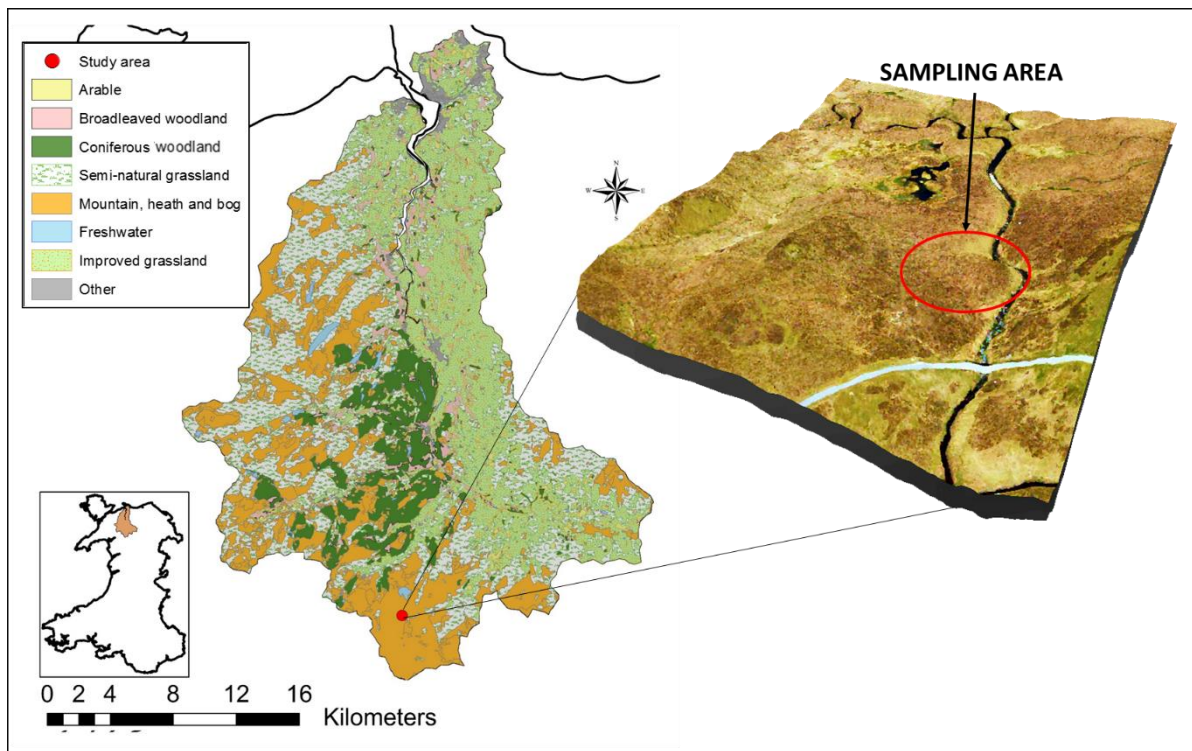 Study area
Arable
Broadleaved woodland
Coniferous woodland
Semi-natural grassland
Mountain, heath and bog
Freshwater
Improved grassland
Other
SAMPLING AREA
N
W E
S
0 2 4 8 12 16
Kilometers